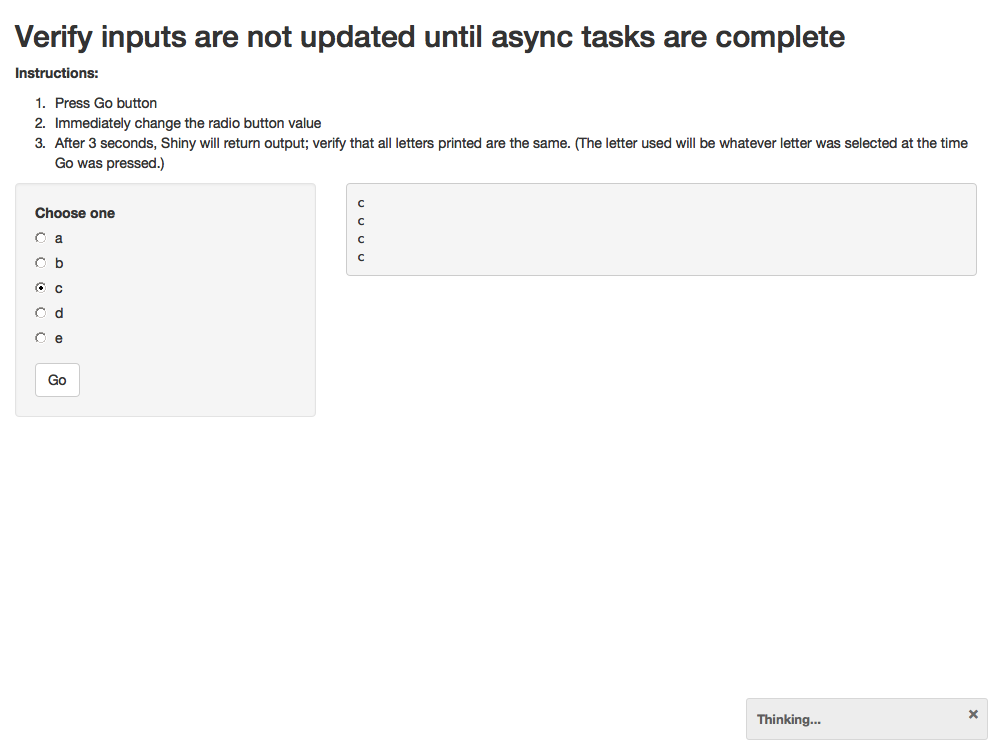 Verify inputs are not updated until async tasks are complete
Instructions:
1. Press Go button
2. Immediately change the radio button value
3. After 3 seconds, Shiny will return output; verify that all letters printed are the same. (The letter used will be whatever letter was selected at the time
Go was pressed.)
Choose one
a
b
c
d
e
Go
c
c
c
c
Thinking...
×